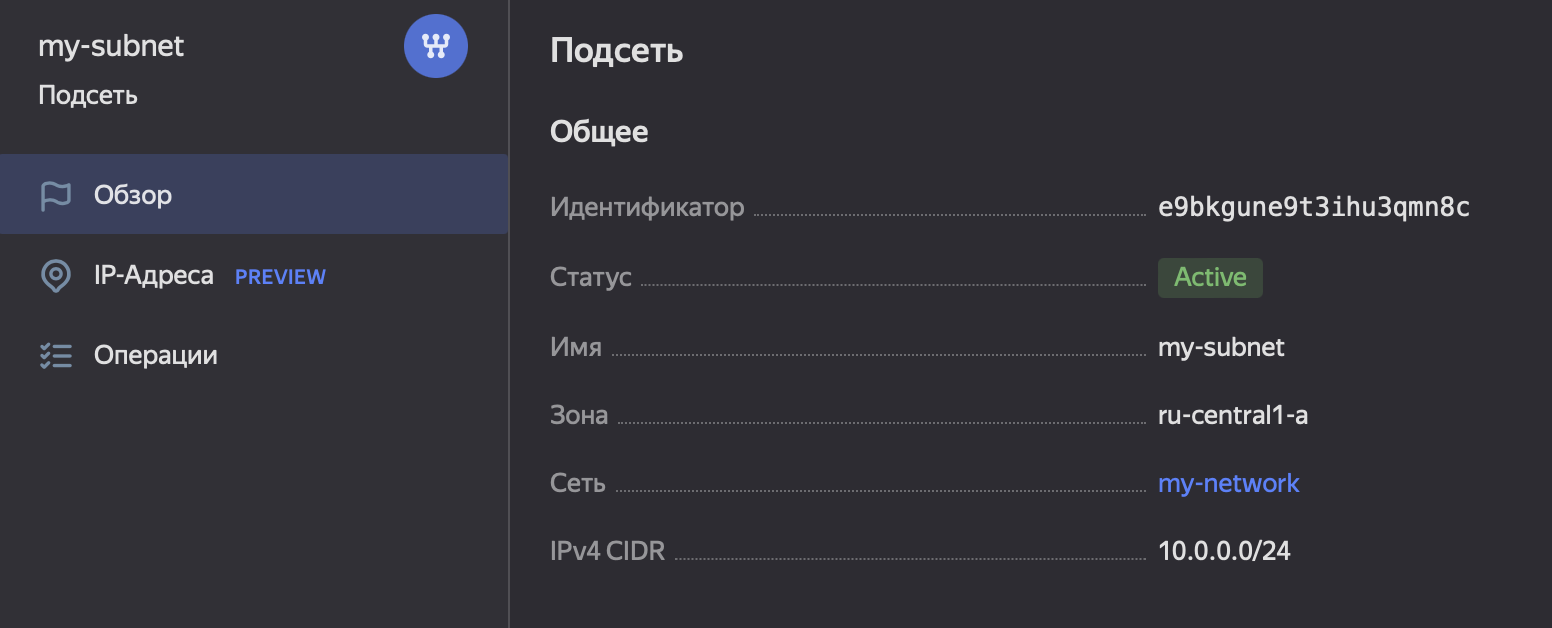 my-subnet
Подсеть
Обзор
IP-Адреса PREVIEW
Операции
Подсеть
Общее
Идентификатор e9bkgune9t3ihu3qmn8c
Статус Active
Имя my-subnet
Зона ru-central1-a
Сеть my-network
IPv4 CIDR 10.0.0.0/24